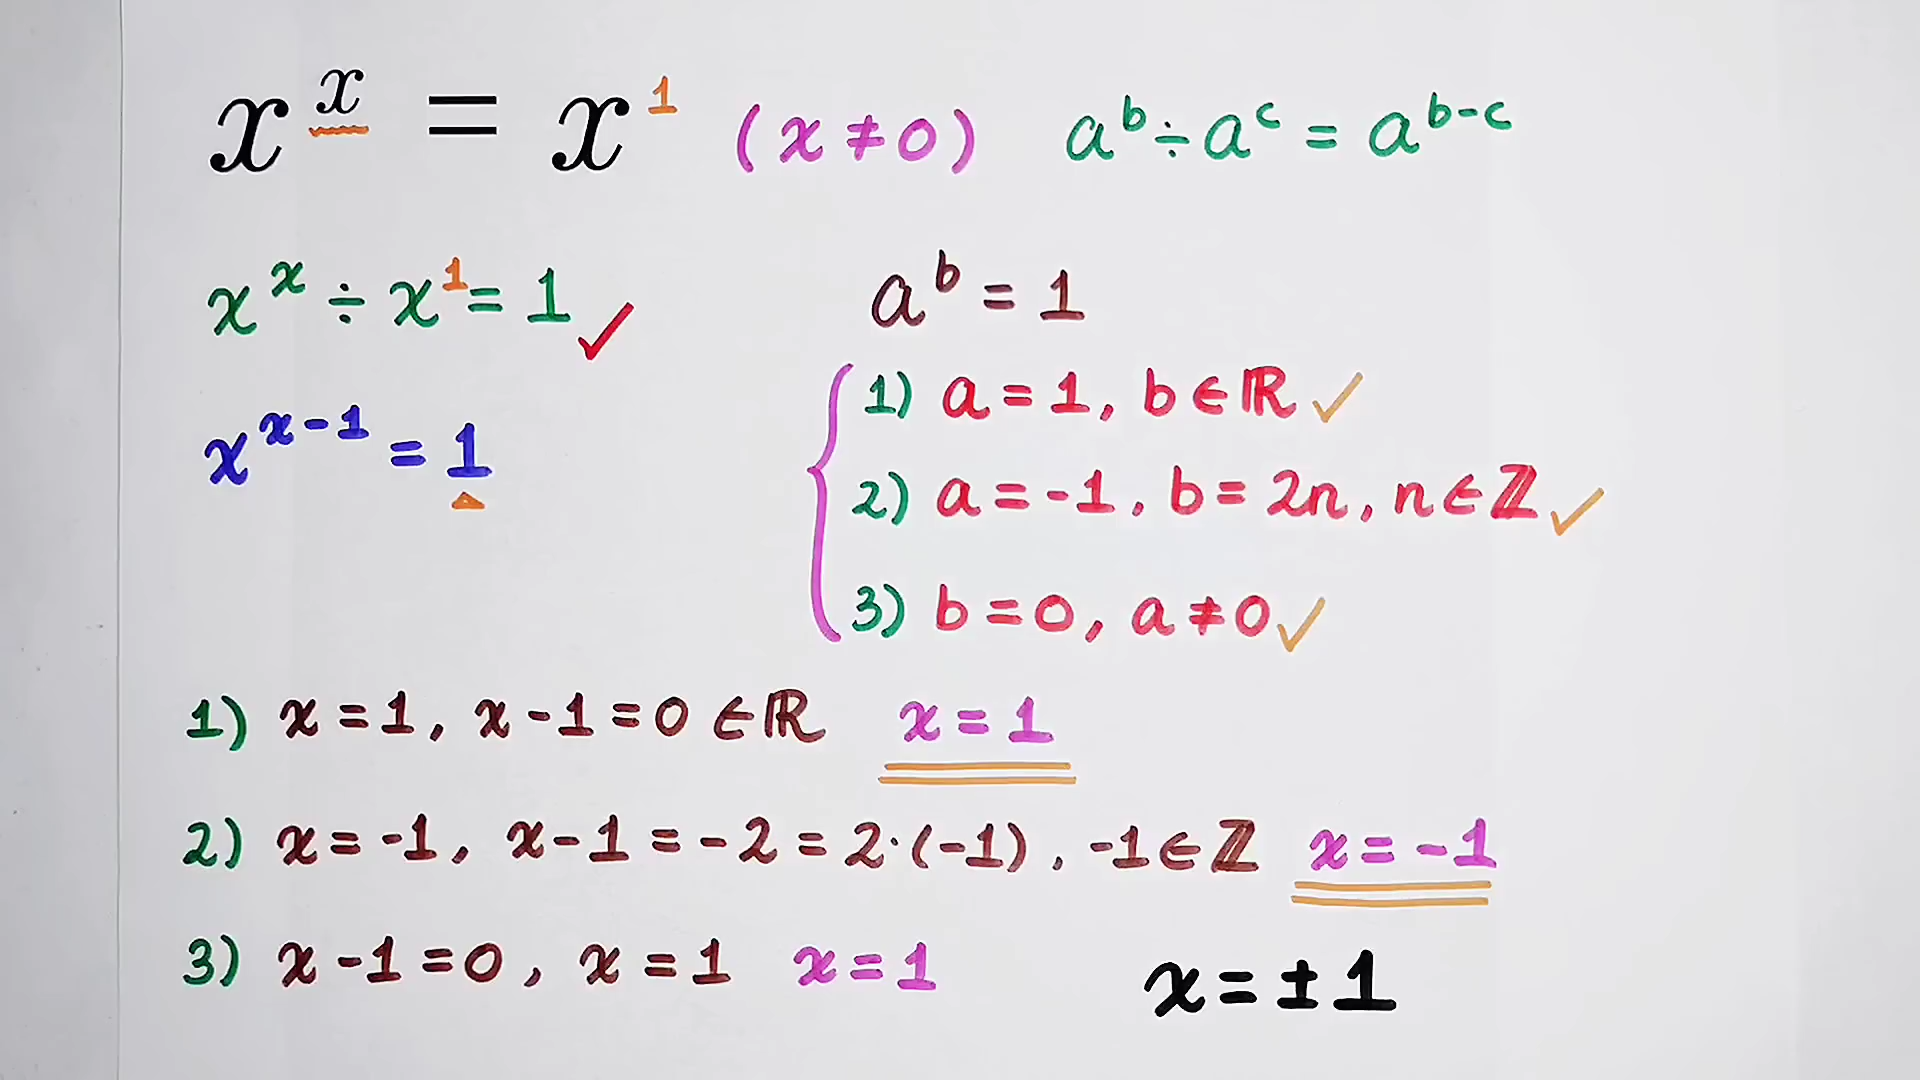 x^x = x^1 (x ≠ 0) a^b ÷ a^c = a^(b-c)
x^x ÷ x^1 = 1 ✓ a^b = 1
1) a = 1, b ∈ ℝ ✓
x^(x-1) = 1
2) a = -1, b = 2n, n ∈ ℤ ✓
3) b = 0, a ≠ 0 ✓
1) x = 1, x - 1 = 0 ∈ ℝ x = 1
2) x = -1, x - 1 = -2 = 2·(-1), -1 ∈ ℤ x = -1
3) x - 1 = 0, x = 1 x = 1
x = ±1